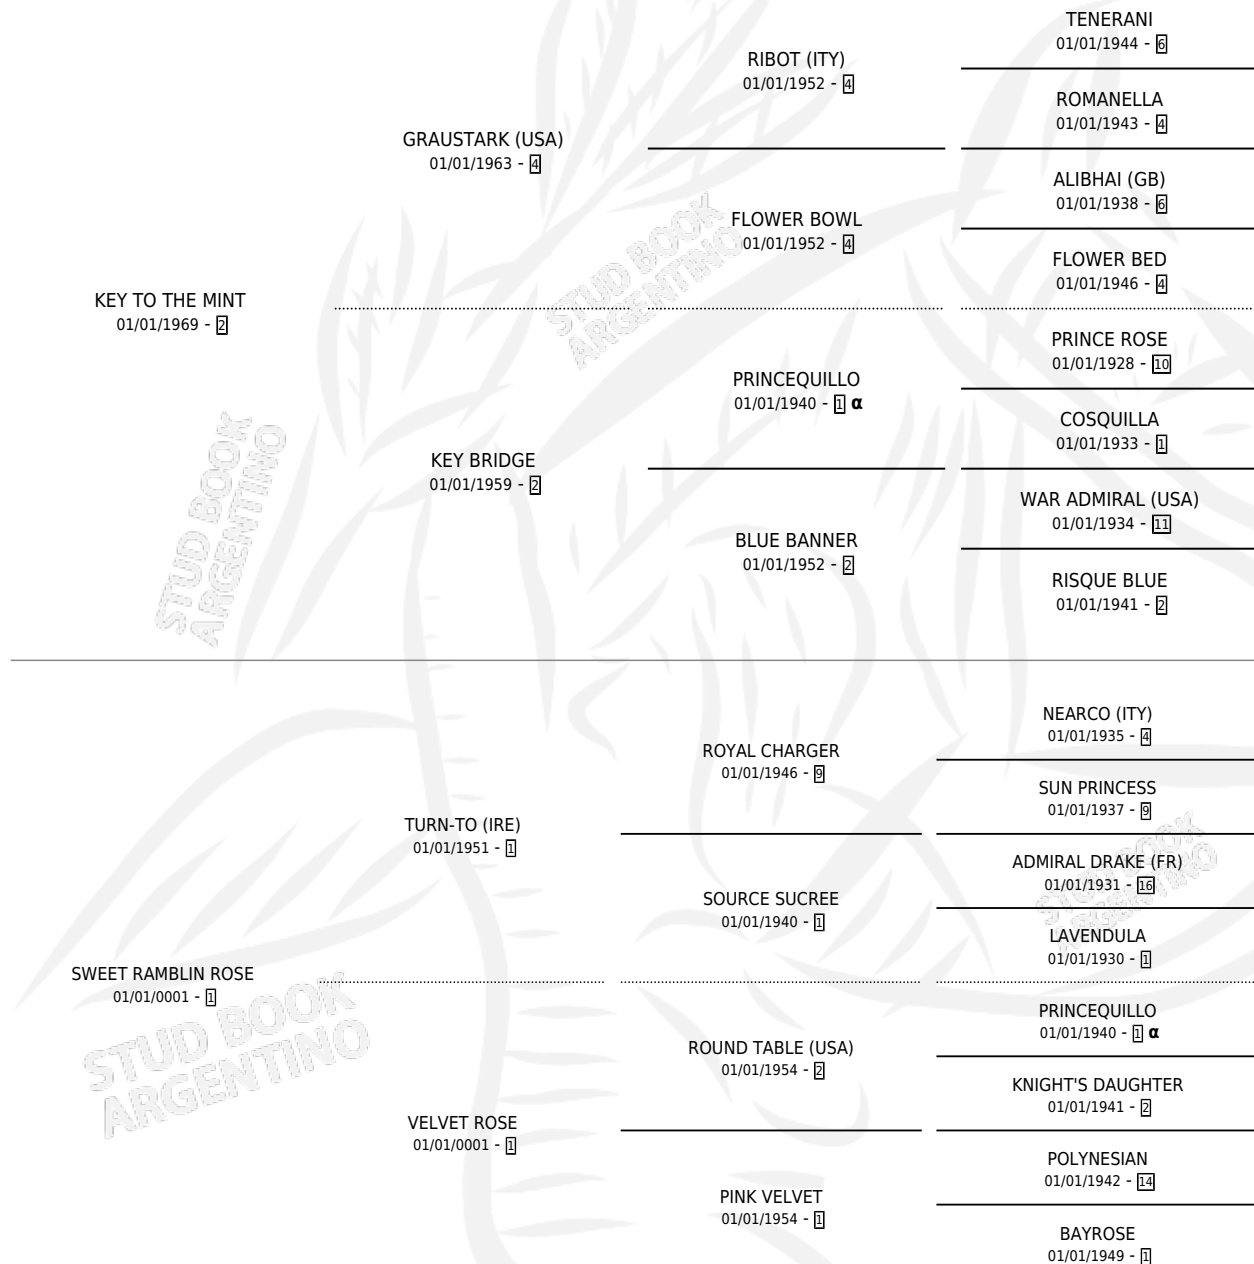 TENERANI
01/01/1944 - 6
RIBOT (ITY)
01/01/1952 - 4
ROMANELLA
01/01/1943 - 4
GRAUSTARK (USA)
01/01/1963 - 4
ALIBHAI (GB)
01/01/1938 - 6
FLOWER BOWL
01/01/1952 - 4
FLOWER BED
01/01/1946 - 4
STUD BOOK
ARGENTINO
KEY TO THE MINT
01/01/1969 - 2
PRINCE ROSE
01/01/1928 - 10
PRINCEQUILLO
01/01/1940 - 1 α
COSQUILLA
01/01/1933 - 1
KEY BRIDGE
01/01/1959 - 2
WAR ADMIRAL (USA)
01/01/1934 - 11
BLUE BANNER
01/01/1952 - 2
RISQUE BLUE
01/01/1941 - 2
STUD BOOK
ARGENTINO
NEARCO (ITY)
01/01/1935 - 4
ROYAL CHARGER
01/01/1946 - 9
SUN PRINCESS
01/01/1937 - 9
TURN-TO (IRE)
01/01/1951 - 1
ADMIRAL DRAKE (FR)
01/01/1931 - 16
STUD BOOK
ARGENTINO
SOURCE SUCREE
01/01/1940 - 1
LAVENDULA
01/01/1930 - 1
SWEET RAMBLIN ROSE
01/01/0001 - 1
STUD BOOK
ARGENTINO
PRINCEQUILLO
01/01/1940 - 1 α
ROUND TABLE (USA)
01/01/1954 - 2
KNIGHT'S DAUGHTER
01/01/1941 - 2
VELVET ROSE
01/01/0001 - 1
POLYNESIAN
01/01/1942 - 14
PINK VELVET
01/01/1954 - 1
BAYROSE
01/01/1949 - 1